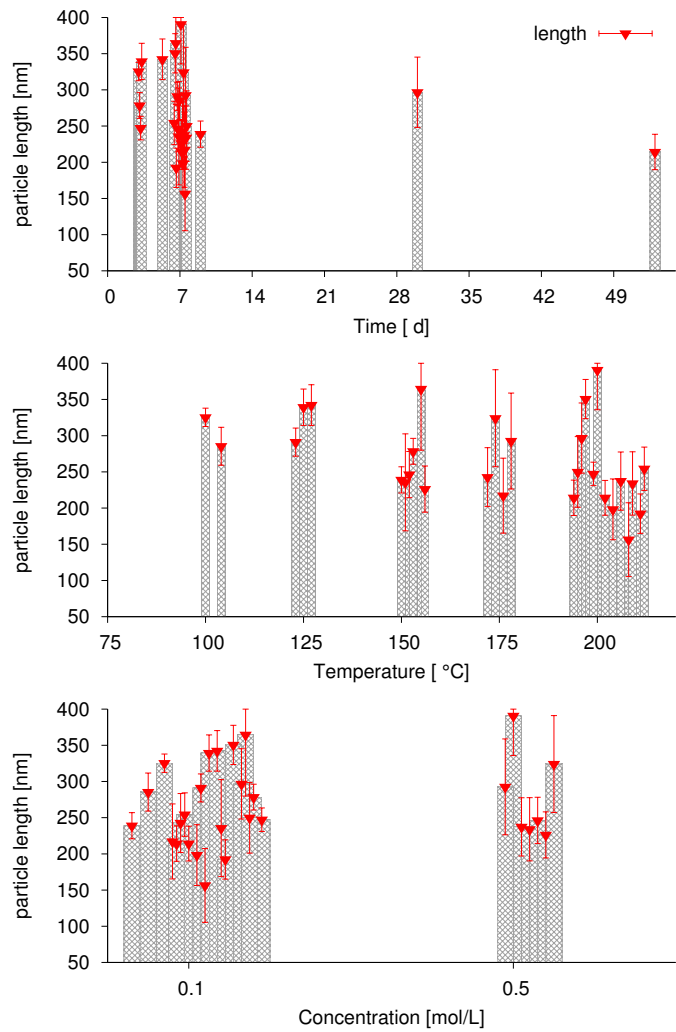 400
350
300
250
200
150
100
50
particle length [nm]
length
0 7 14 21 28 35 42 49
Time [ d]
400
350
300
250
200
150
100
50
particle length [nm]
75 100 125 150 175 200
Temperature [ °C]
400
350
300
250
200
150
100
50
particle length [nm]
0.1 0.5
Concentration [mol/L]